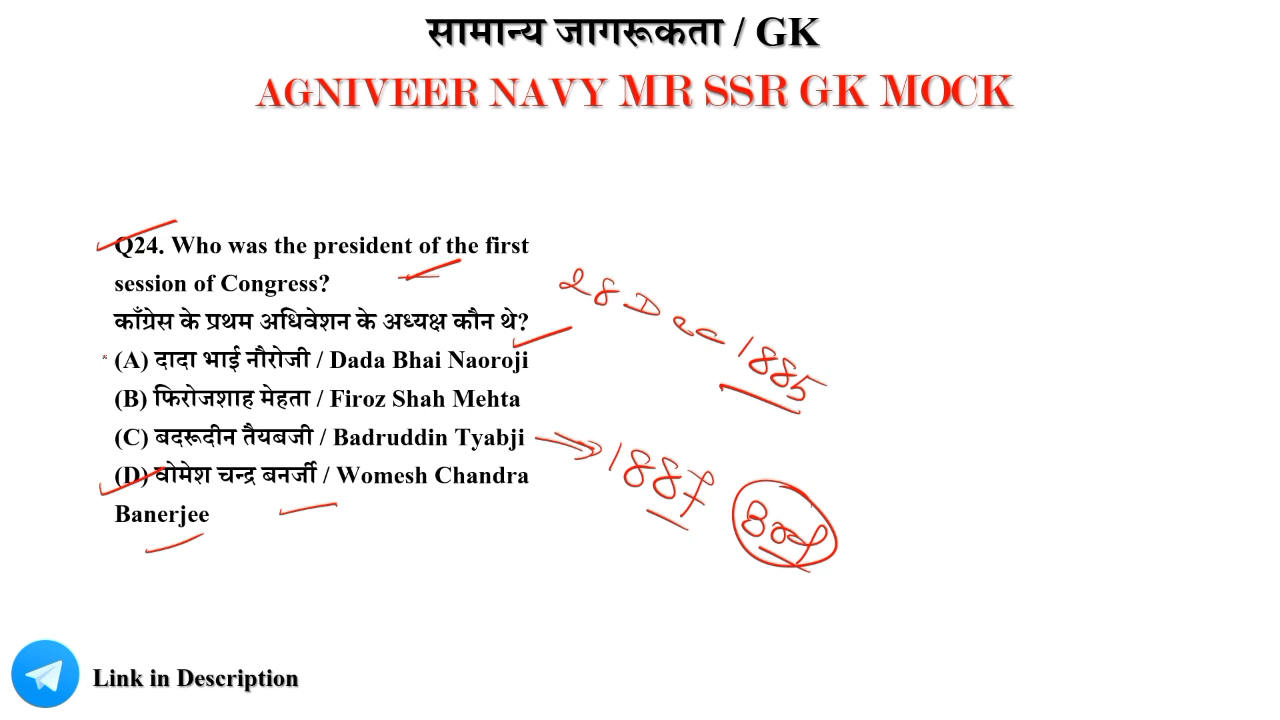 सामान्य जागरूकता / GK
AGNIVEER NAVY MR SSR GK MOCK
Q24. Who was the president of the first
session of Congress?
काँग्रेस के प्रथम अधिवेशन के अध्यक्ष कौन थे?
(A) दादा भाई नौरोजी / Dada Bhai Naoroji
(B) फिरोजशाह मेहता / Firoz Shah Mehta
(C) बदरूदीन तैयबजी / Badruddin Tyabji
(D) वोमेश चन्द्र बनर्जी / Womesh Chandra
Banerjee
28 Dec 1885
1887
Link in Description